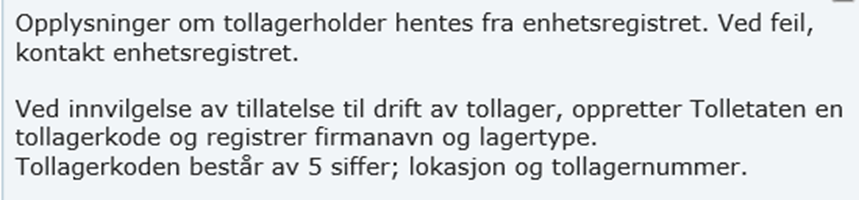 Opplysninger om tollagerholder hentes fra enhetsregistret. Ved feil,
kontakt enhetsregistret.
Ved innvilgelse av tillatelse til drift av tollager, oppretter Tolletaten en
tollagerkode og registrer firmanavn og lagertype.
Tollagerkoden består av 5 siffer; lokasjon og tollagernummer.